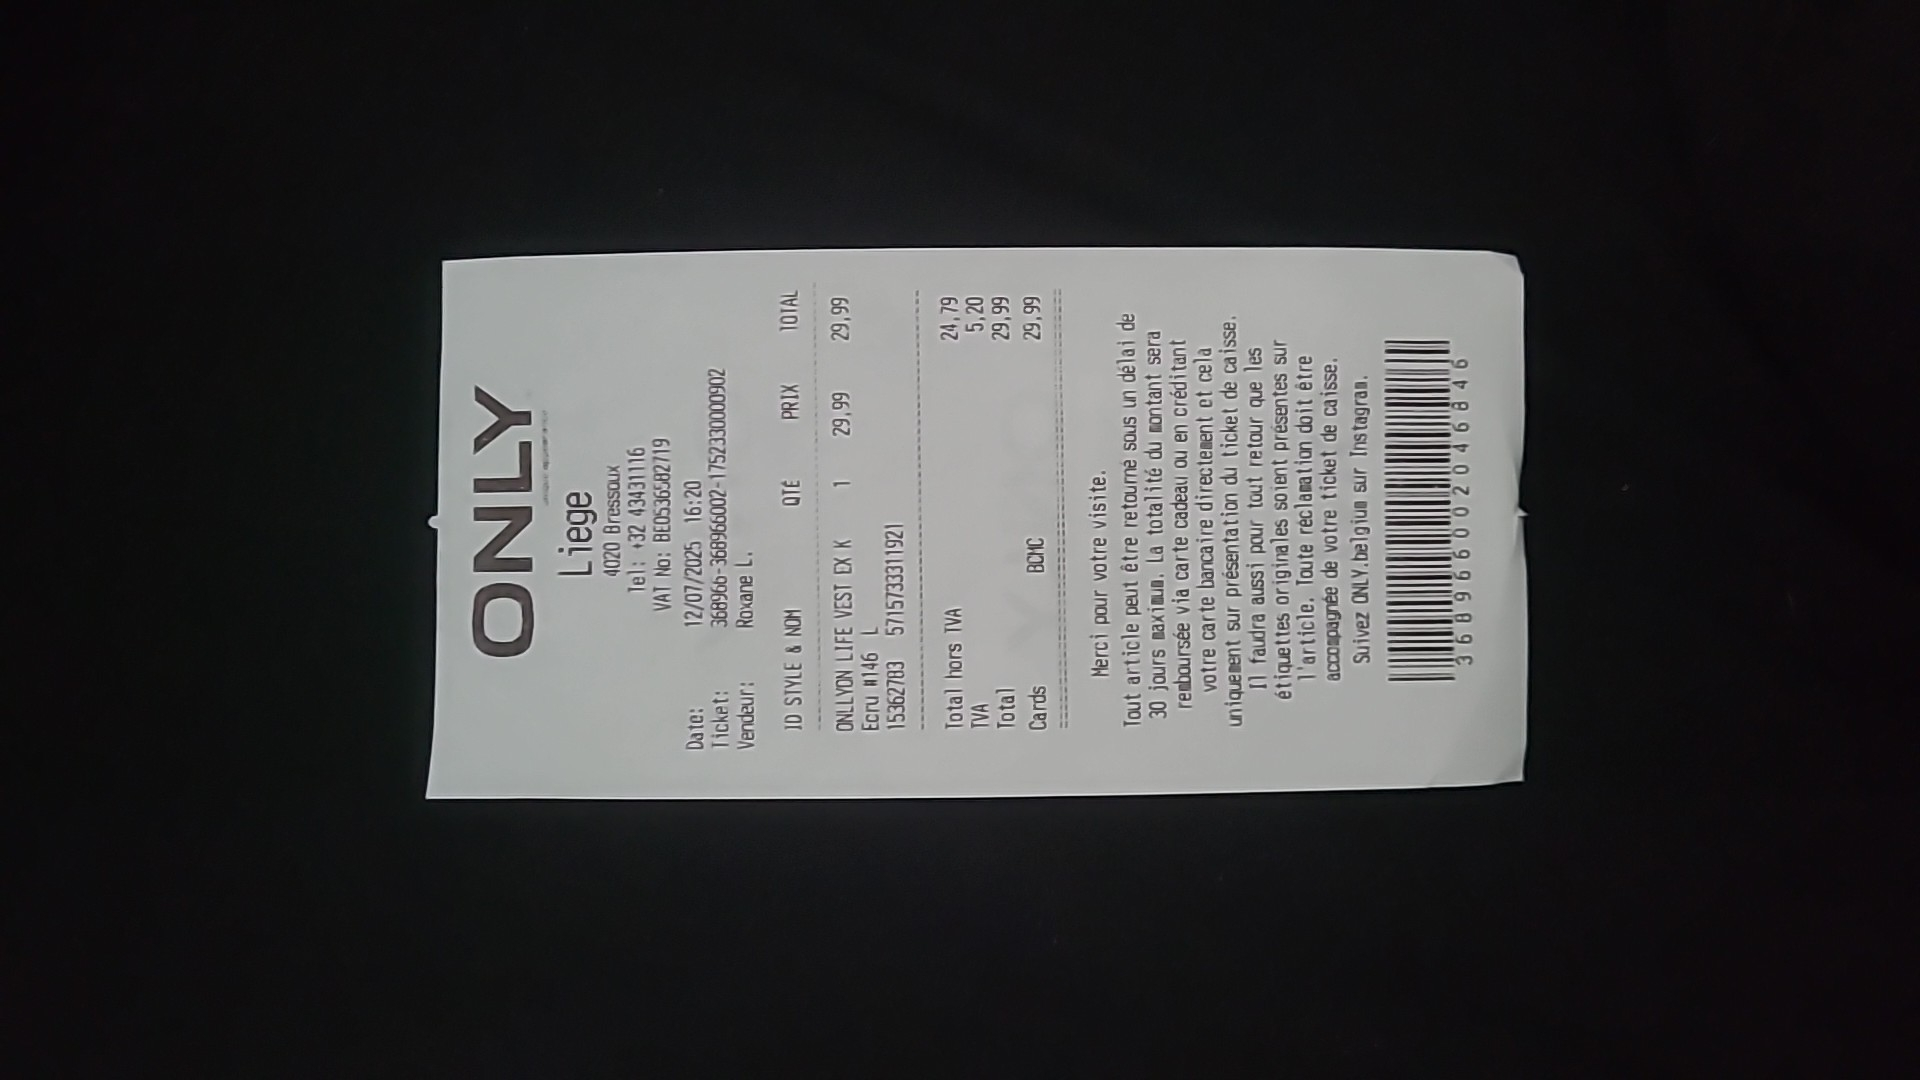 ONLY
Liege
4020 Bressoux
Tel: +32 43431116
VAT No: BE0536582719
Date: 12/07/2025 16:20
Ticket: 368966-368966002-1752330000902
Vendeur: Roxane L.
ID STYLE & NOM QTÉ PRIX TOTAL
ONLLYON LIFE VEST EX K 1 29,99 29,99
Ecru #146 L
15362783 5715733311921
Total hors TVA 24,79
TVA 5,20
Total 29,99
Cards BCMC 29,99
Merci pour votre visite.
Tout article peut être retourné sous un délai de
30 jours maximum. La totalité du montant sera
remboursée via carte cadeau ou en créditant
votre carte bancaire directement et cela
uniquement sur présentation du ticket de caisse.
Il faudra aussi pour tout retour que les
étiquettes originales soient présentes sur
l'article. Toute réclamation doit être
accompagnée de votre ticket de caisse.
Suivez ONLY.belgium sur Instagram.
368966002046846